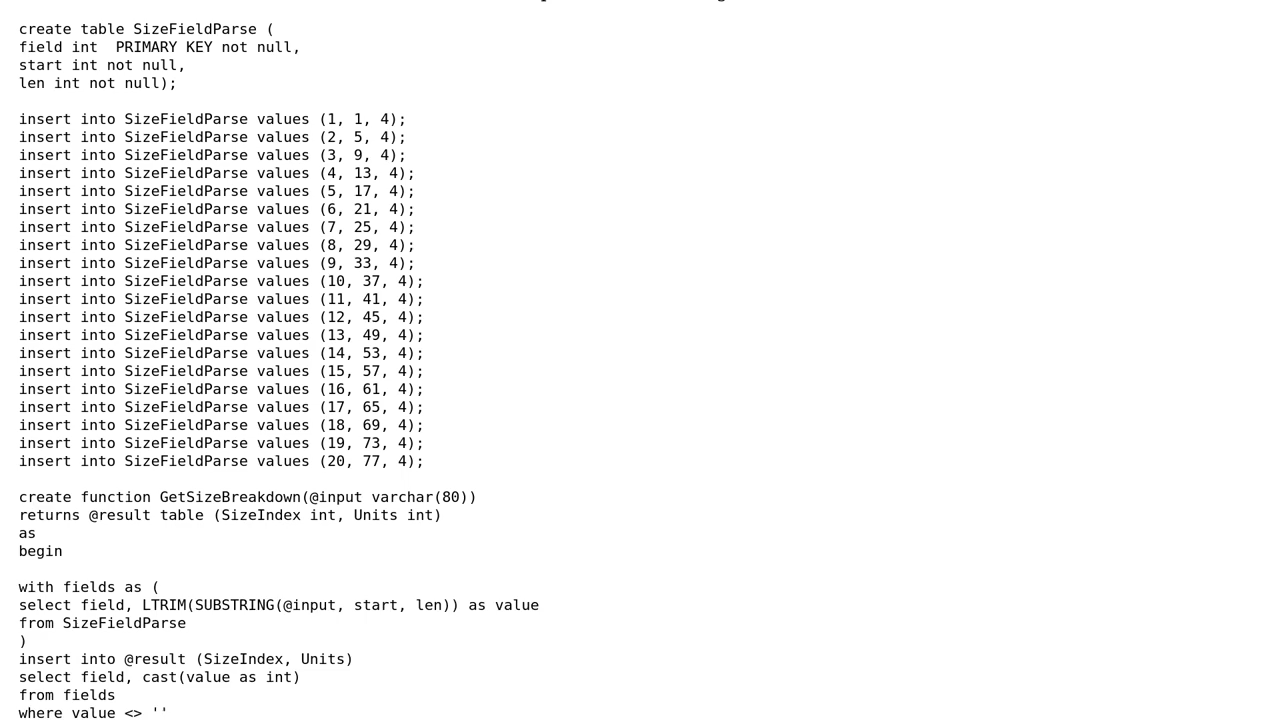 create table SizeFieldParse (
field int  PRIMARY KEY not null,
start int not null,
len int not null);

insert into SizeFieldParse values (1, 1, 4);
insert into SizeFieldParse values (2, 5, 4);
insert into SizeFieldParse values (3, 9, 4);
insert into SizeFieldParse values (4, 13, 4);
insert into SizeFieldParse values (5, 17, 4);
insert into SizeFieldParse values (6, 21, 4);
insert into SizeFieldParse values (7, 25, 4);
insert into SizeFieldParse values (8, 29, 4);
insert into SizeFieldParse values (9, 33, 4);
insert into SizeFieldParse values (10, 37, 4);
insert into SizeFieldParse values (11, 41, 4);
insert into SizeFieldParse values (12, 45, 4);
insert into SizeFieldParse values (13, 49, 4);
insert into SizeFieldParse values (14, 53, 4);
insert into SizeFieldParse values (15, 57, 4);
insert into SizeFieldParse values (16, 61, 4);
insert into SizeFieldParse values (17, 65, 4);
insert into SizeFieldParse values (18, 69, 4);
insert into SizeFieldParse values (19, 73, 4);
insert into SizeFieldParse values (20, 77, 4);

create function GetSizeBreakdown(@input varchar(80))
returns @result table (SizeIndex int, Units int)
as
begin

with fields as (
select field, LTRIM(SUBSTRING(@input, start, len)) as value
from SizeFieldParse
)
insert into @result (SizeIndex, Units)
select field, cast(value as int)
from fields
where value <> ''